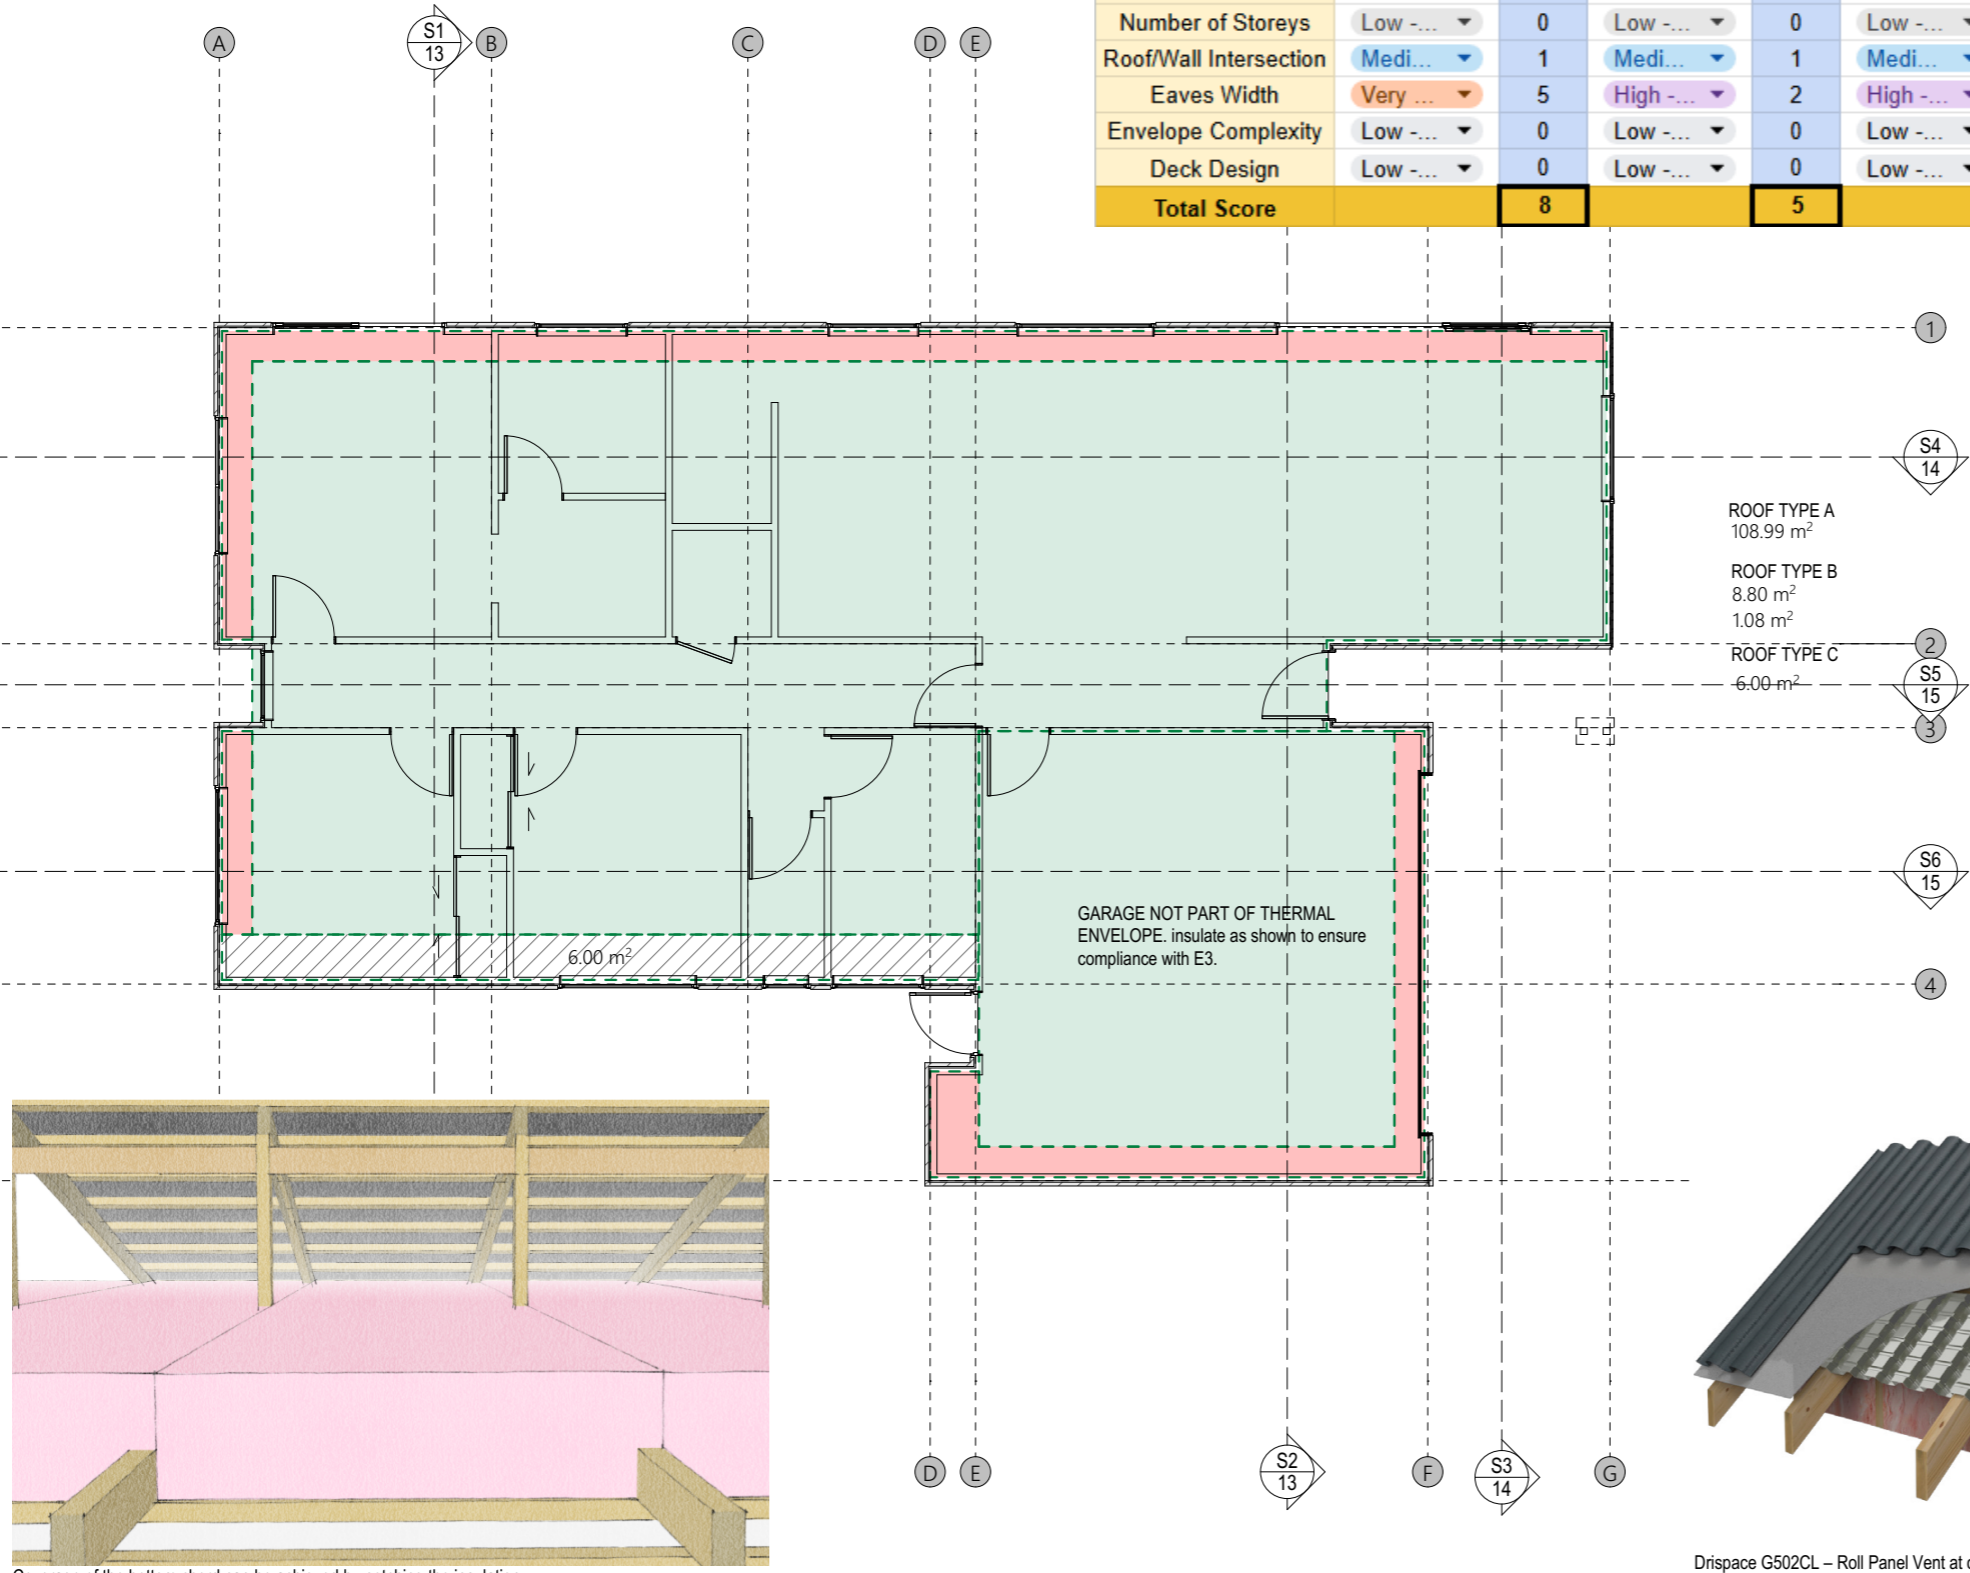 A
S1
13
B
C
D
E
Number of Storeys Low -... 0 Low -... 0 Low -...
Roof/Wall Intersection Medi... 1 Medi... 1 Medi...
Eaves Width Very ... 5 High -... 2 High -...
Envelope Complexity Low -... 0 Low -... 0 Low -...
Deck Design Low -... 0 Low -... 0 Low -...
Total Score 8 5
1
S4
14
ROOF TYPE A
108.99 m²
ROOF TYPE B
8.80 m²
1.08 m²
2
ROOF TYPE C
6.00 m²
S5
15
3
S6
15
GARAGE NOT PART OF THERMAL
ENVELOPE. insulate as shown to ensure
compliance with E3.
6.00 m²
4
D
E
S2
13
F
S3
14
G
Drispace G502CL – Roll Panel Vent at